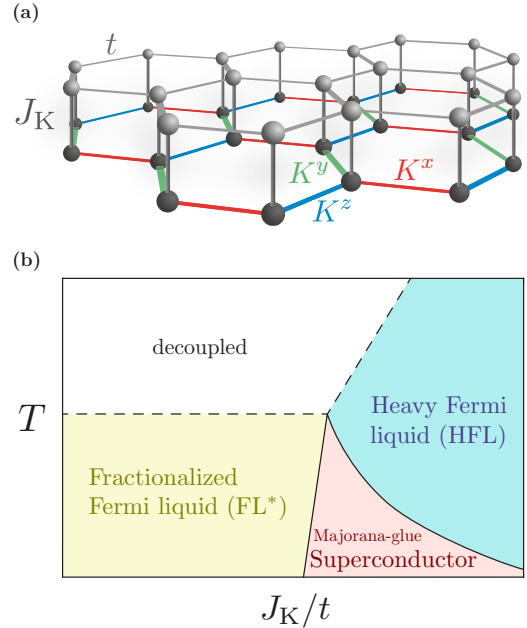 (a)
t
J_K
K^y
K^x
K^z
(b)
decoupled
T
Heavy Fermi
liquid (HFL)
Fractionalized
Fermi liquid (FL*)
Majorana-glue
Superconductor
J_K/t